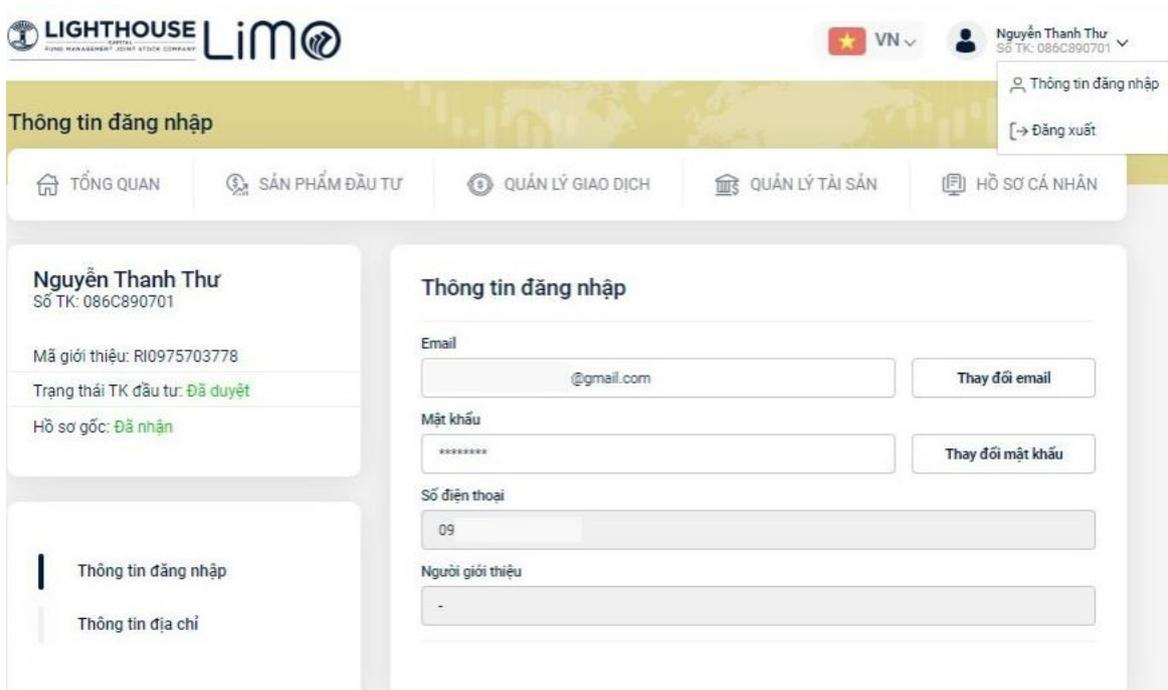 LIGHTHOUSE
CAPITAL
FUND MANAGEMENT JOINT STOCK COMPANY
LiMO
VN
Nguyễn Thanh Thư
Số TK: 086C890701
Thông tin đăng nhập
Đăng xuất
Thông tin đăng nhập
TỔNG QUAN
SẢN PHẨM ĐẦU TƯ
QUẢN LÝ GIAO DỊCH
QUẢN LÝ TÀI SẢN
HỒ SƠ CÁ NHÂN
Nguyễn Thanh Thư
Số TK: 086C890701
Mã giới thiệu: RI0975703778
Trạng thái TK đầu tư: Đã duyệt
Hồ sơ gốc: Đã nhận
Thông tin đăng nhập
Thông tin địa chỉ
Thông tin đăng nhập
Email
@gmail.com
Thay đổi email
Mật khẩu
********
Thay đổi mật khẩu
Số điện thoại
09
Người giới thiệu
-